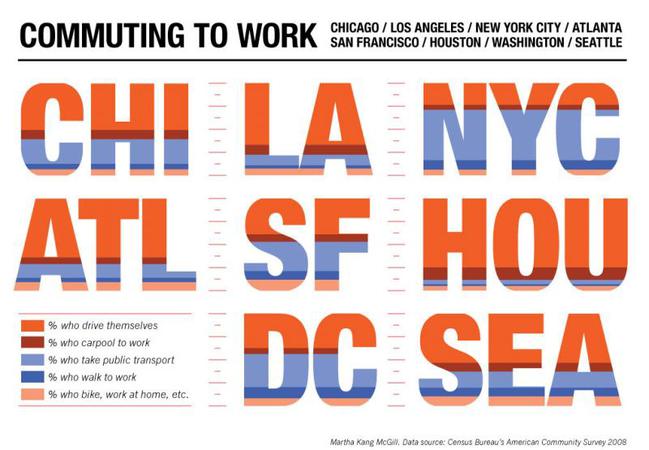 COMMUTING TO WORK
CHICAGO / LOS ANGELES / NEW YORK CITY / ATLANTA
SAN FRANCISCO / HOUSTON / WASHINGTON / SEATTLE
CHI LA NYC
ATL SF HOU
DC SEA
% who drive themselves
% who carpool to work
% who take public transport
% who walk to work
% who bike, work at home, etc.
Martha Kang McGill. Data source: Census Bureau's American Community Survey 2008